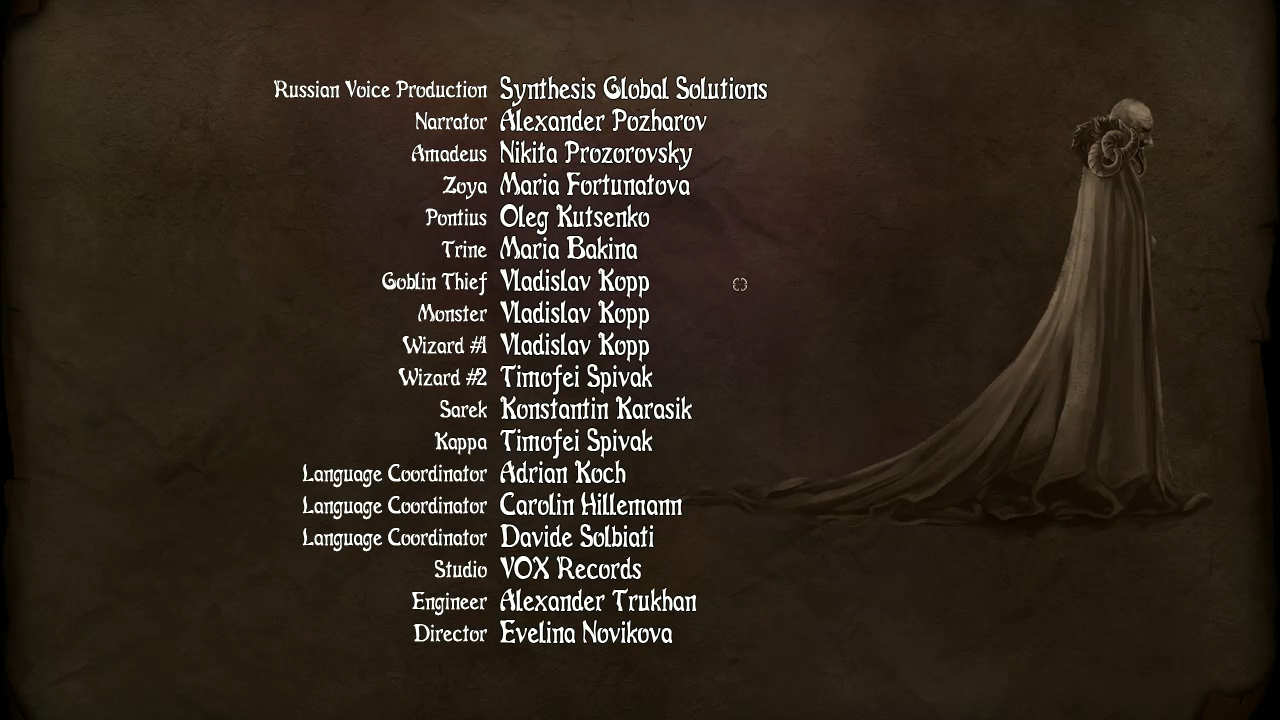 Russian Voice Production Synthesis Global Solutions
Narrator Alexander Pozharov
Amadeus Nikita Prozorovsky
Zoya Maria Fortunatova
Pontius Oleg Kutsenko
Trine Maria Bakina
Goblin Thief Vladislav Kopp
Monster Vladislav Kopp
Wizard #1 Vladislav Kopp
Wizard #2 Timofei Spivak
Sarek Konstantin Karasik
Kappa Timofei Spivak
Language Coordinator Adrian Koch
Language Coordinator Carolin Hillemann
Language Coordinator Davide Solbiati
Studio VOX Records
Engineer Alexander Trukhan
Director Evelina Novikova